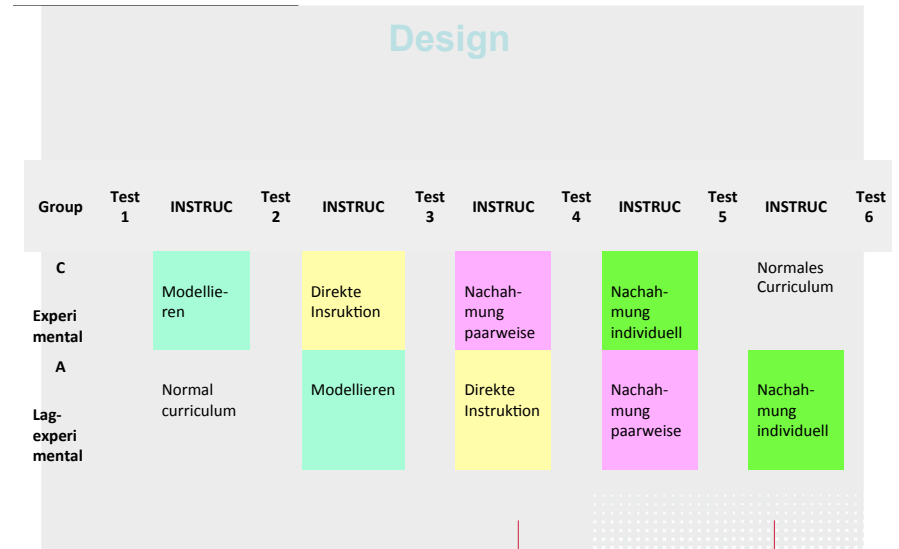 Design
Group Test 1 INSTRUC Test 2 INSTRUC Test 3 INSTRUC Test 4 INSTRUC Test 5 INSTRUC Test 6
C
Experi
mental
Modellie-
ren
Direkte
Insruktion
Nachah-
mung
paarweise
Nachah-
mung
individuell
Normales
Curriculum
A
Lag-
experi
mental
Normal
curriculum
Modellieren
Direkte
Instruktion
Nachah-
mung
paarweise
Nachah-
mung
individuell